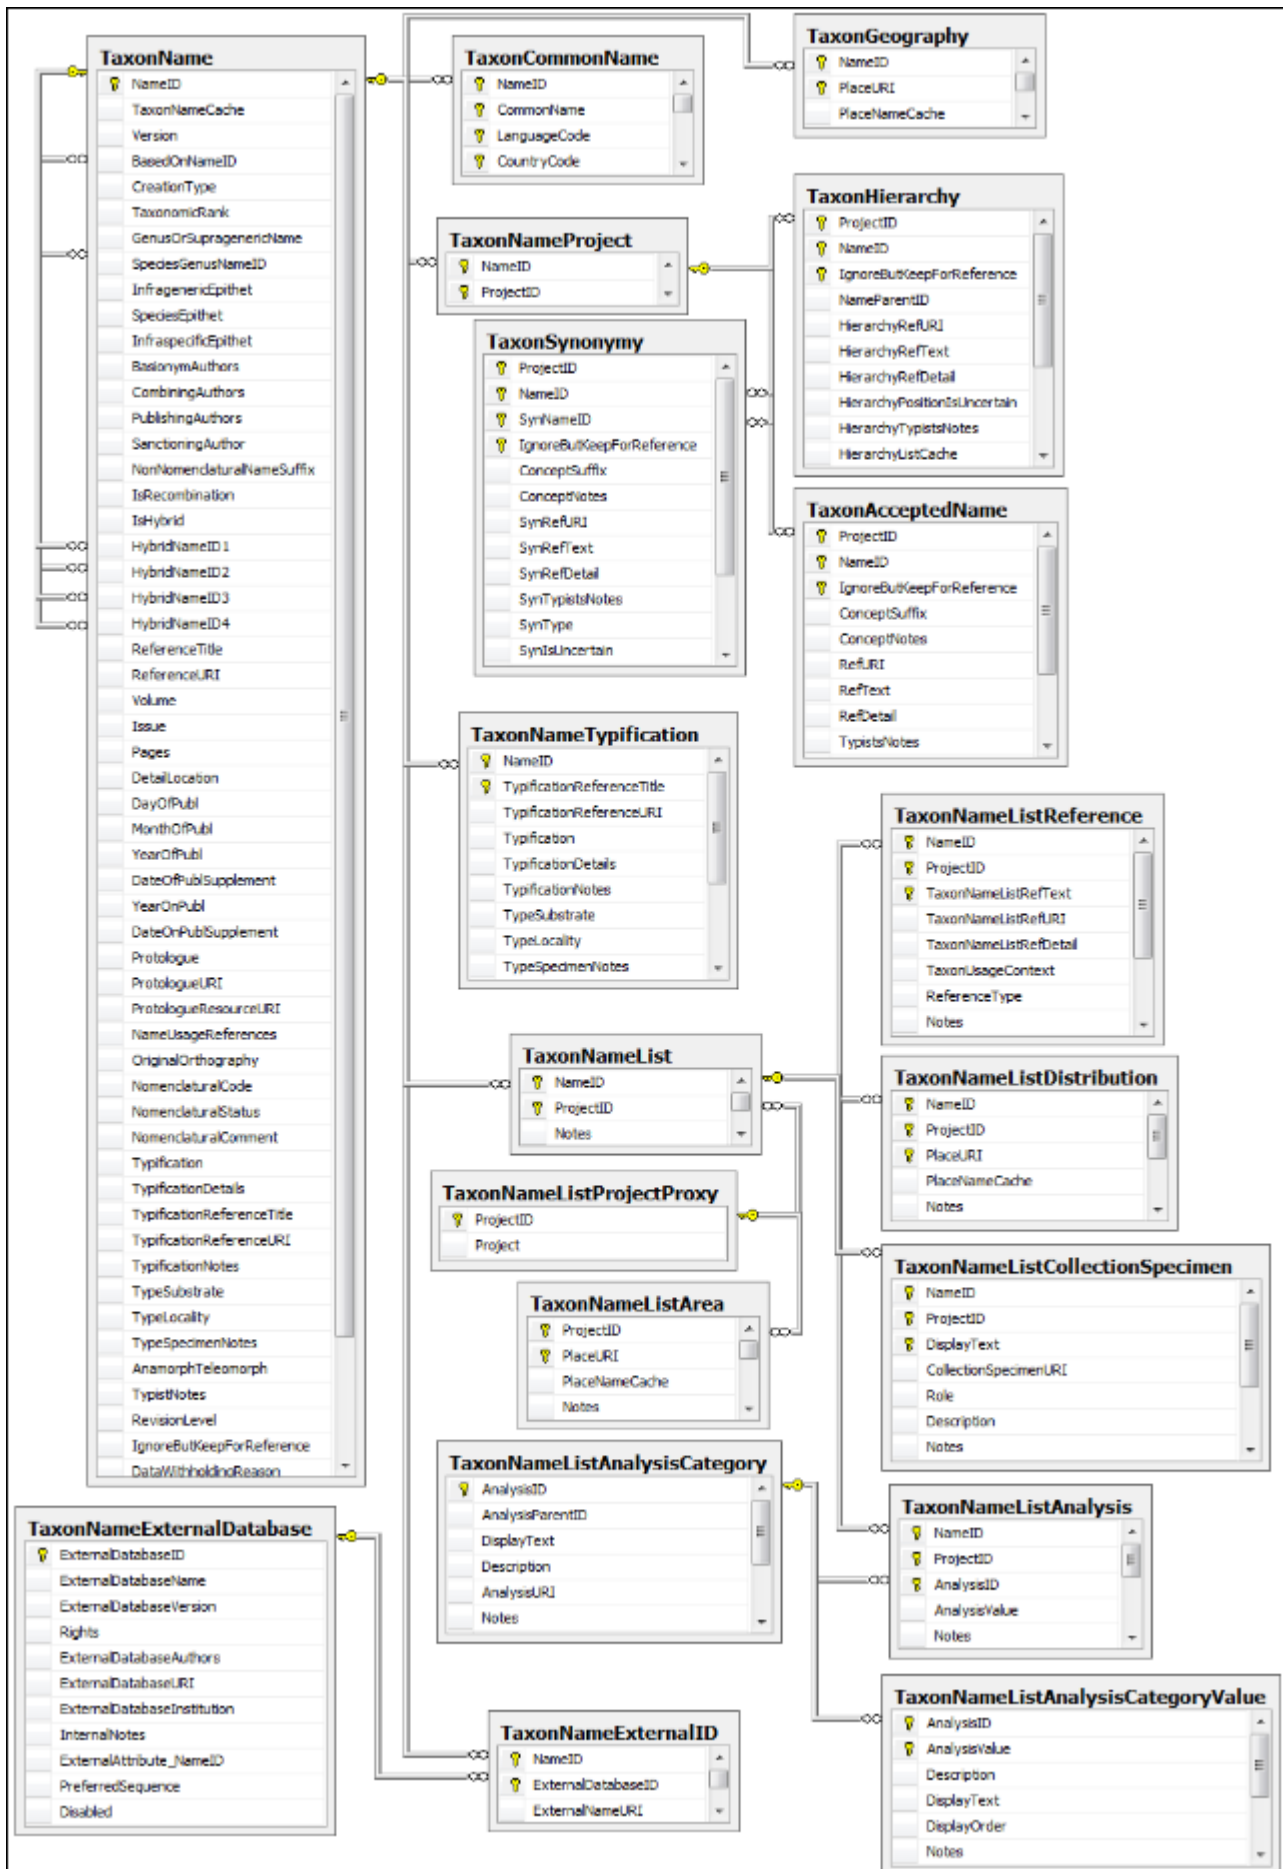 TaxonName
NameID
TaxonNameCache
Version
BasedOnNameID
CreationType
TaxonomicRank
GenusOrSupragenericName
SpeciesGenusNameID
InfragenericEpithet
SpeciesEpithet
InfraspecificEpithet
BasionymAuthors
CombiningAuthors
PublishingAuthors
SanctioningAuthor
NonNomenclaturalNameSuffix
IsRecombination
IsHybrid
HybridNameID1
HybridNameID2
HybridNameID3
HybridNameID4
ReferenceTitle
ReferenceURI
Volume
Issue
Pages
DetailLocation
DayOfPubl
MonthOfPubl
YearOfPubl
DateOfPublSupplement
YearOnPubl
DateOnPublSupplement
Protologue
ProtologueURI
ProtologueResourceURI
NameUsageReferences
OriginalOrthography
NomenclaturalCode
NomenclaturalStatus
NomenclaturalComment
Typification
TypificationDetails
TypificationReferenceTitle
TypificationReferenceURI
TypificationNotes
TypeSubstrate
TypeLocality
TypeSpecimenNotes
AnamorphTeleomorph
TypistNotes
RevisionLevel
IgnoreButKeepForReference
DataWithholdingReason
TaxonNameExternalDatabase
ExternalDatabaseID
ExternalDatabaseName
ExternalDatabaseVersion
Rights
ExternalDatabaseAuthors
ExternalDatabaseURI
ExternalDatabaseInstitution
InternalNotes
ExternalAttribute_NameID
PreferredSequence
Disabled
TaxonCommonName
NameID
CommonName
LanguageCode
CountryCode
TaxonNameProject
NameID
ProjectID
TaxonSynonymy
ProjectID
NameID
SynNameID
IgnoreButKeepForReference
ConceptSuffix
ConceptNotes
SynRefURI
SynRefText
SynRefDetail
SynTypistsNotes
SynType
SynIsUncertain
TaxonNameTypification
NameID
TypificationReferenceTitle
TypificationReferenceURI
Typification
TypificationDetails
TypificationNotes
TypeSubstrate
TypeLocality
TypeSpecimenNotes
TaxonNameList
NameID
ProjectID
Notes
TaxonNameListProjectProxy
ProjectID
Project
TaxonNameListArea
ProjectID
PlaceURI
PlaceNameCache
Notes
TaxonNameListAnalysisCategory
AnalysisID
AnalysisParentID
DisplayText
Description
AnalysisURI
Notes
TaxonNameExternalID
NameID
ExternalDatabaseID
ExternalNameURI
TaxonGeography
NameID
PlaceURI
PlaceNameCache
TaxonHierarchy
ProjectID
NameID
IgnoreButKeepForReference
NameParentID
HierarchyRefURI
HierarchyRefText
HierarchyRefDetail
HierarchyPositionIsUncertain
HierarchyTypistsNotes
HierarchyListCache
TaxonAcceptedName
ProjectID
NameID
IgnoreButKeepForReference
ConceptSuffix
ConceptNotes
RefURI
RefText
RefDetail
TypistsNotes
TaxonNameListReference
NameID
ProjectID
TaxonNameListRefText
TaxonNameListRefURI
TaxonNameListRefDetail
TaxonUsageContext
ReferenceType
Notes
TaxonNameListDistribution
NameID
ProjectID
PlaceURI
PlaceNameCache
Notes
TaxonNameListCollectionSpecimen
NameID
ProjectID
DisplayText
CollectionSpecimenURI
Role
Description
Notes
TaxonNameListAnalysis
NameID
ProjectID
AnalysisID
AnalysisValue
Notes
TaxonNameListAnalysisCategoryValue
AnalysisID
AnalysisValue
Description
DisplayText
DisplayOrder
Notes